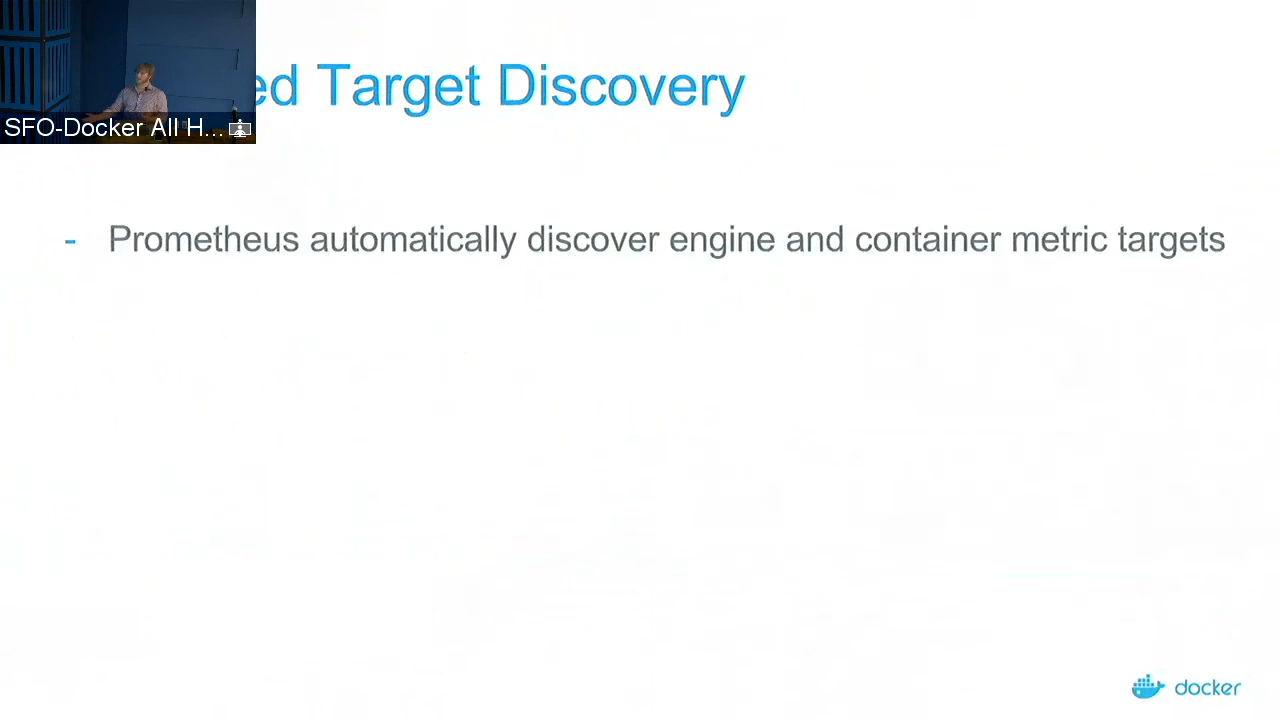 ed Target Discovery
SFO-Docker All H...
- Prometheus automatically discover engine and container metric targets
docker